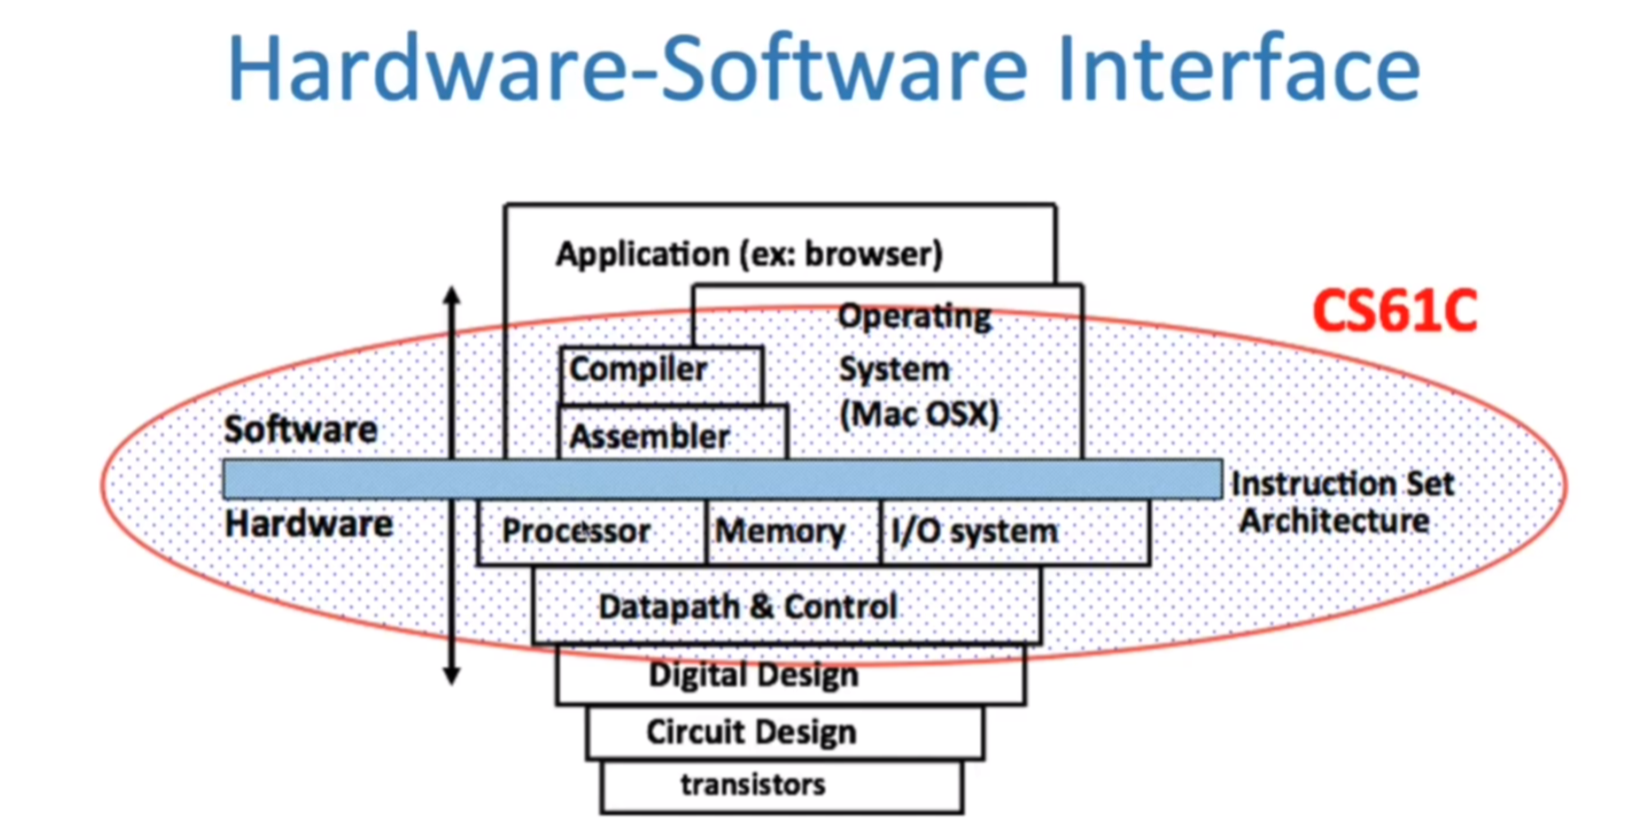 Hardware-Software Interface
Application (ex: browser)
CS61C
Operating
System
(Mac OSX)
Compiler
Assembler
Software
Instruction Set
Architecture
Hardware
Processor
Memory
I/O system
Datapath & Control
Digital Design
Circuit Design
transistors